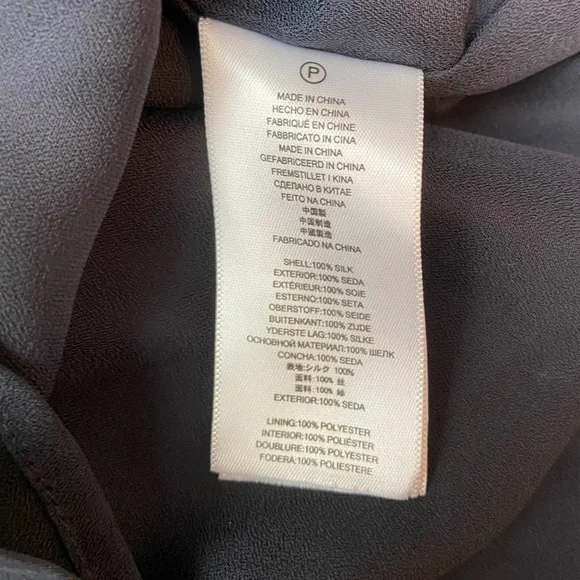 P
MADE IN CHINA
HECHO EN CHINA
FABRIQUÉ EN CHINE
FABBRICATO IN CINA
MADE IN CHINA
GEFABRICEERD IN CHINA
FREMSTILLET I KINA
СДЕЛАНО В КИТАЕ
FEITO NA CHINA
中国製
中国制造
中國製造
FABRICADO NA CHINA
SHELL:100% SILK
EXTERIOR:100% SEDA
EXTÉRIEUR:100% SOIE
ESTERNO:100% SETA
OBERSTOFF:100% SEIDE
BUITENKANT:100% ZIJDE
YDERSTE LAG:100% SILKE
ОСНОВНОЙ МАТЕРИАЛ:100% ШЕЛК
CONCHA:100% SEDA
表地:シルク 100%
面料:100% 丝
面料:100% 絲
EXTERIOR:100% SEDA
LINING:100% POLYESTER
INTERIOR:100% POLIÉSTER
DOUBLURE:100% POLYESTER
FODERA:100% POLIESTERE